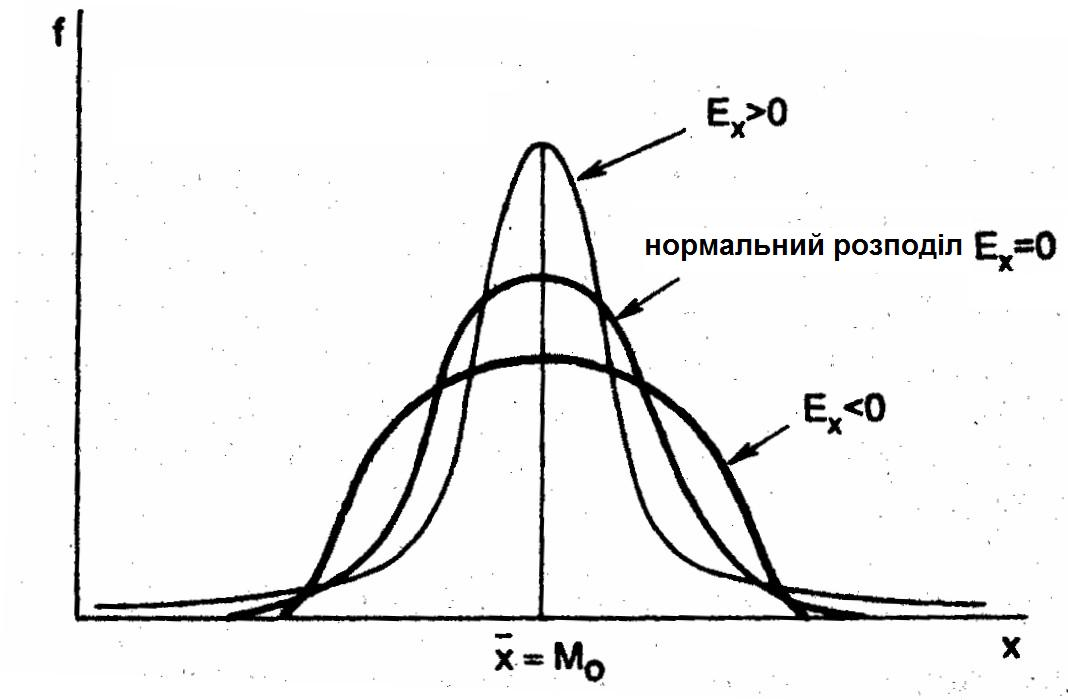 f
Eₓ>0
нормальний розподіл Eₓ=0
Eₓ<0
x̄ = Mₒ
x